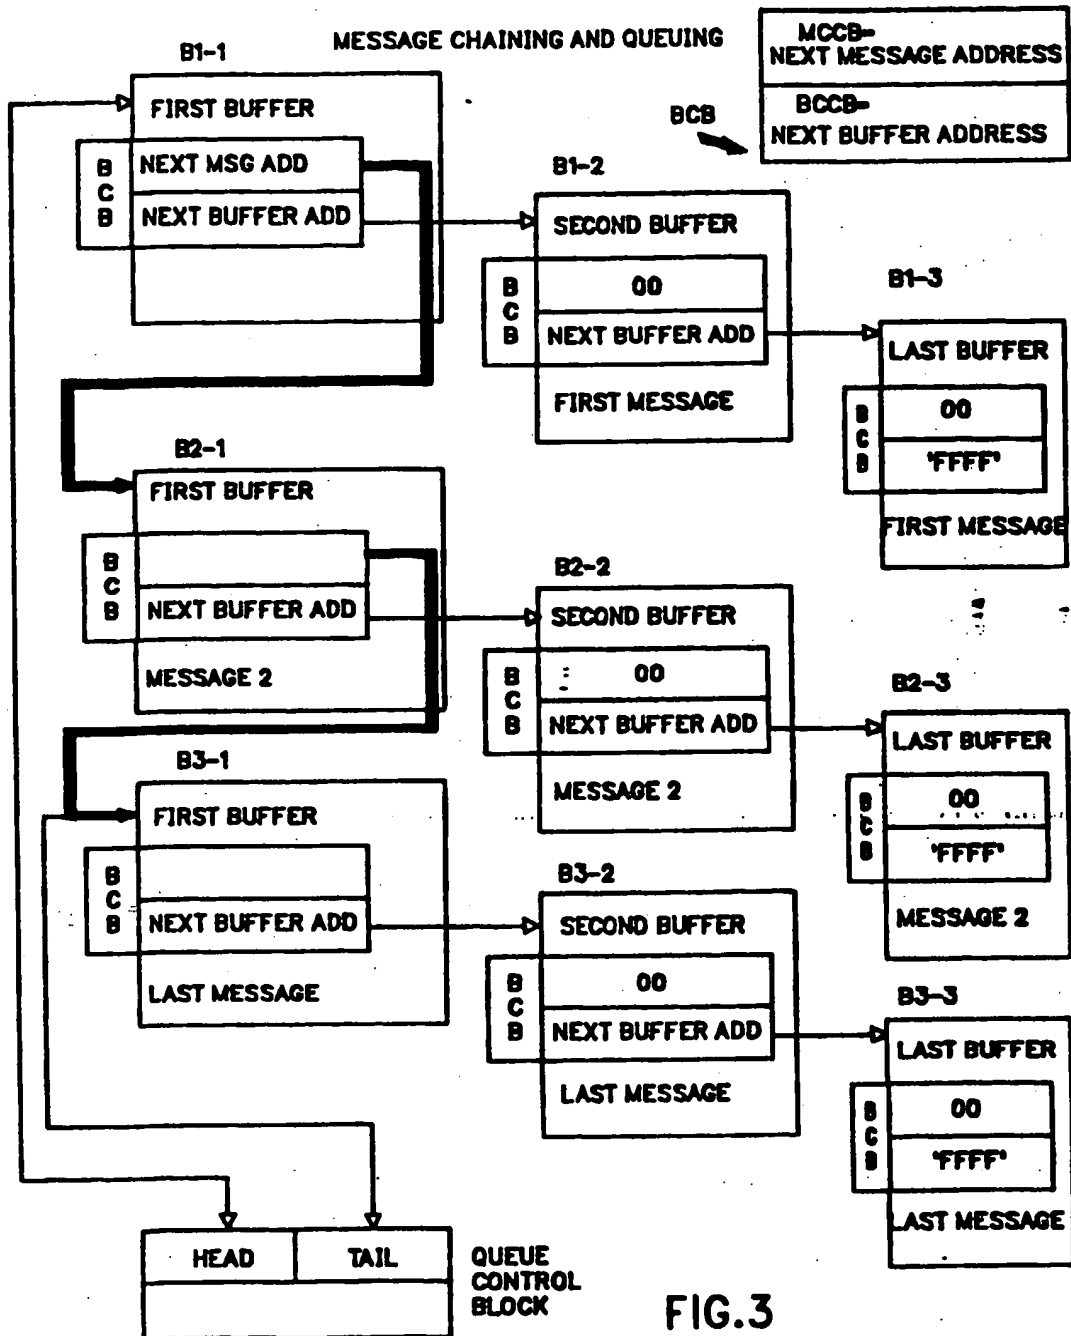 MESSAGE CHAINING AND QUEUING
MCCB=
NEXT MESSAGE ADDRESS
BCCB=
NEXT BUFFER ADDRESS
BCB
B1-1
FIRST BUFFER
BCB
NEXT MSG ADD
NEXT BUFFER ADD
B1-2
SECOND BUFFER
BCB
00
NEXT BUFFER ADD
FIRST MESSAGE
B1-3
LAST BUFFER
BCB
00
'FFFF'
FIRST MESSAGE
B2-1
FIRST BUFFER
BCB
NEXT BUFFER ADD
MESSAGE 2
B2-2
SECOND BUFFER
BCB
00
NEXT BUFFER ADD
MESSAGE 2
B2-3
LAST BUFFER
BCB
00
'FFFF'
MESSAGE 2
B3-1
FIRST BUFFER
BCB
NEXT BUFFER ADD
LAST MESSAGE
B3-2
SECOND BUFFER
BCB
00
NEXT BUFFER ADD
LAST MESSAGE
B3-3
LAST BUFFER
BCB
00
'FFFF'
LAST MESSAGE
HEAD
TAIL
QUEUE
CONTROL
BLOCK
FIG.3